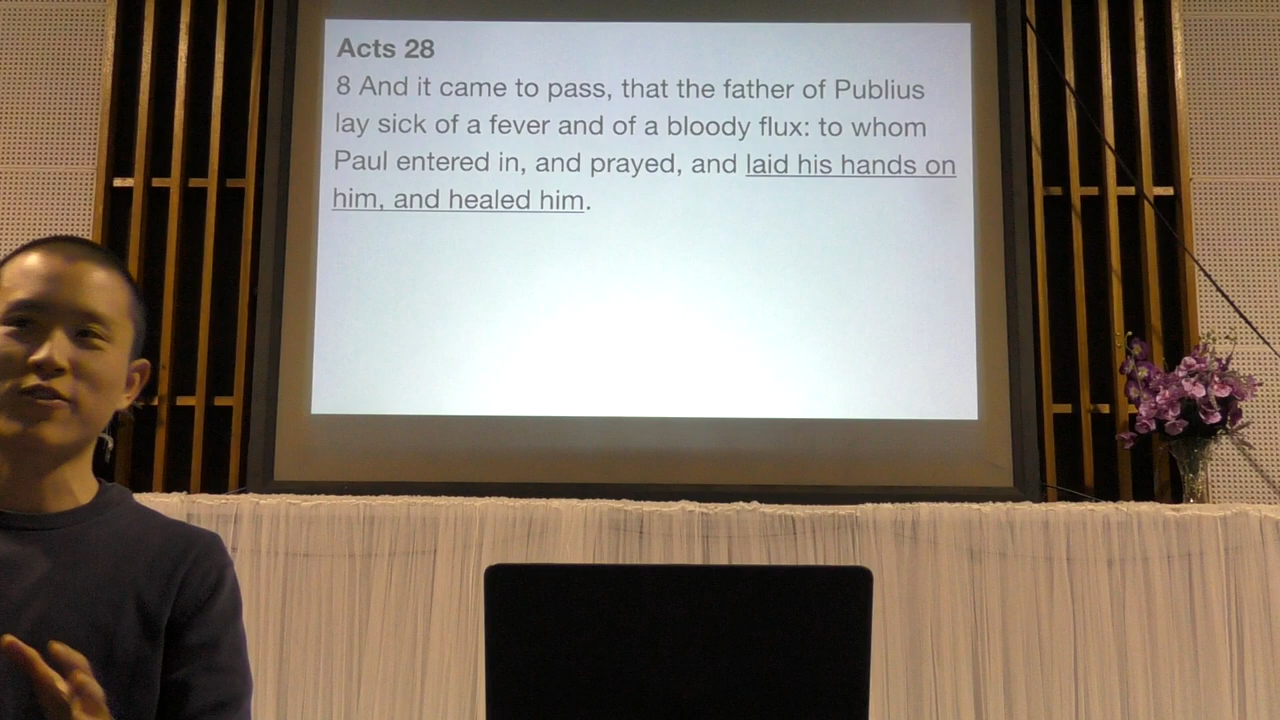 Acts 28
8 And it came to pass, that the father of Publius
lay sick of a fever and of a bloody flux: to whom
Paul entered in, and prayed, and laid his hands on
him, and healed him.